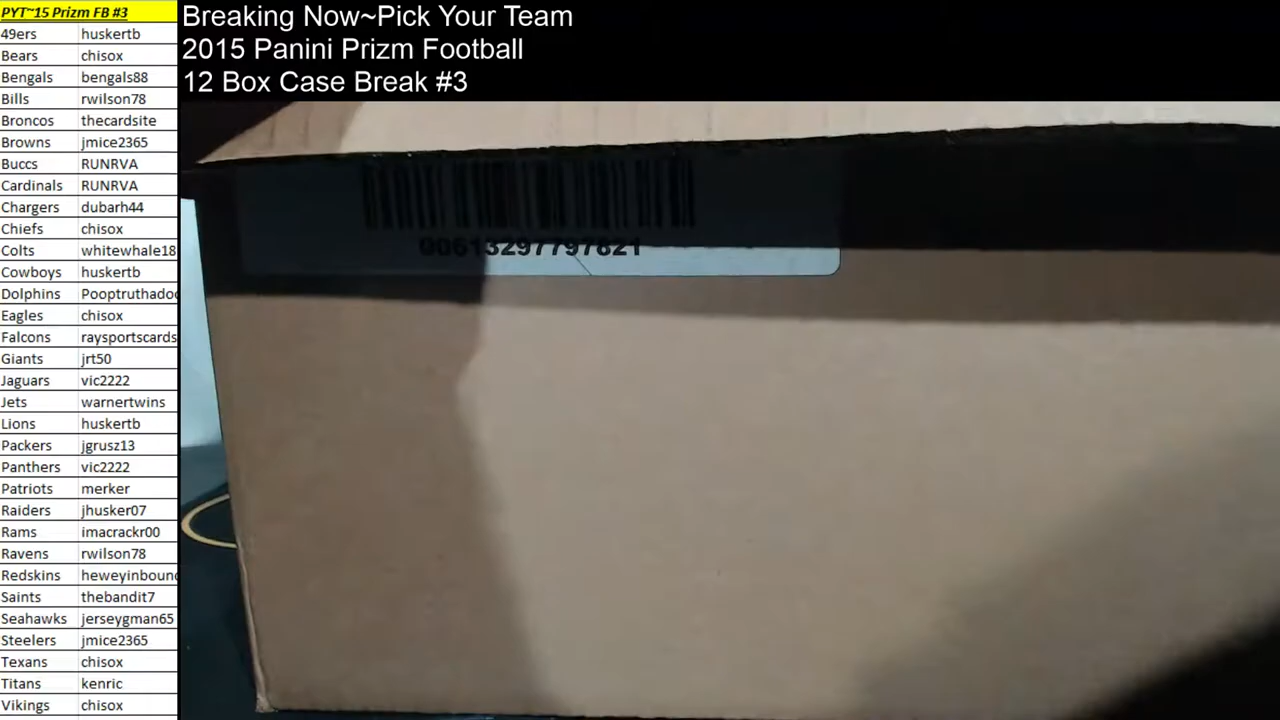 PYT~15 Prizm FB #3
49ers huskertb
Bears chisox
Bengals bengals88
Bills rwilson78
Broncos thecardsite
Browns jmice2365
Buccs RUNRVA
Cardinals RUNRVA
Chargers dubarh44
Chiefs chisox
Colts whitewhale18
Cowboys huskertb
Dolphins Pooptruthadoo
Eagles chisox
Falcons raysportscards
Giants jrt50
Jaguars vic2222
Jets warnertwins
Lions huskertb
Packers jgrusz13
Panthers vic2222
Patriots merker
Raiders jhusker07
Rams imacrackr00
Ravens rwilson78
Redskins heweyinbound
Saints thebandit7
Seahawks jerseygman65
Steelers jmice2365
Texans chisox
Titans kenric
Vikings chisox
Breaking Now~Pick Your Team
2015 Panini Prizm Football
12 Box Case Break #3
00613297797821